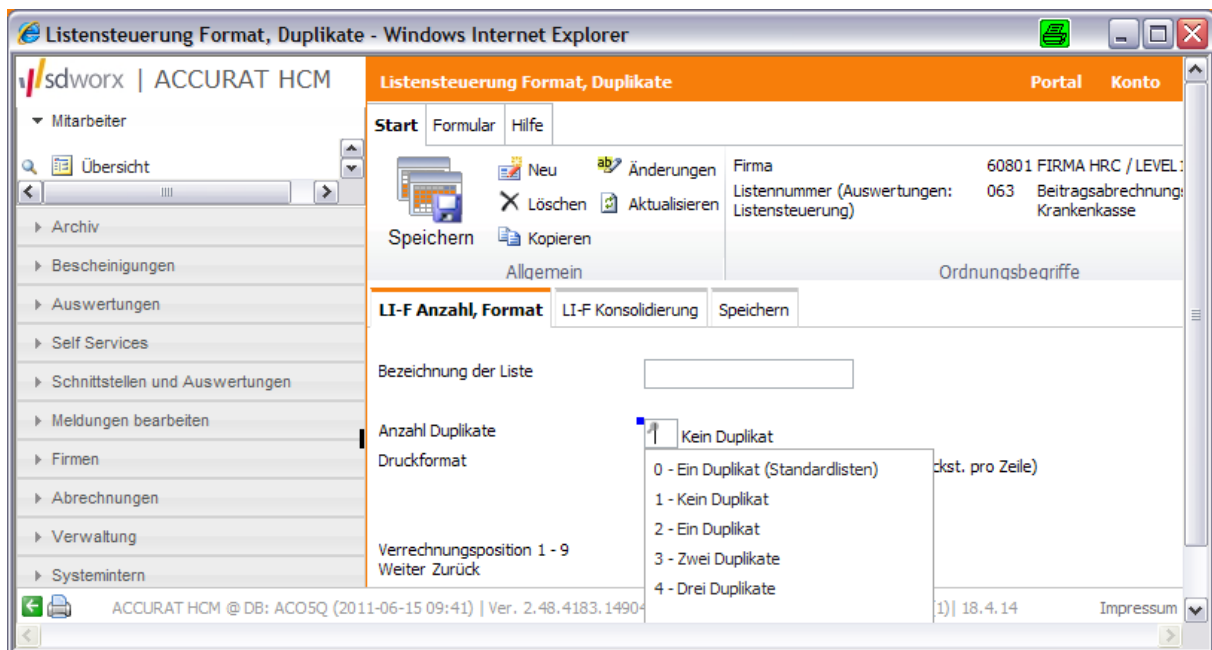 Listensteuerung Format, Duplikate - Windows Internet Explorer
sdworx | ACCURAT HCM
Listensteuerung Format, Duplikate
Portal
Konto
Mitarbeiter
Übersicht
Archiv
Bescheinigungen
Auswertungen
Self Services
Schnittstellen und Auswertungen
Meldungen bearbeiten
Firmen
Abrechnungen
Verwaltung
Systemintern
Start
Formular
Hilfe
Speichern
Neu
Löschen
Kopieren
Änderungen
Aktualisieren
Allgemein
Firma
60801 FIRMA HRC / LEVEL
Listennummer (Auswertungen:
Listensteuerung)
063
Beitragsabrechnung
Krankenkasse
Ordnungsbegriffe
LI-F Anzahl, Format
LI-F Konsolidierung
Speichern
Bezeichnung der Liste
Anzahl Duplikate
Kein Duplikat
Druckformat
ckst. pro Zeile)
0 - Ein Duplikat (Standardlisten)
1 - Kein Duplikat
2 - Ein Duplikat
3 - Zwei Duplikate
4 - Drei Duplikate
Verrechnungsposition 1 - 9
Weiter Zurück
ACCURAT HCM @ DB: ACO5Q (2011-06-15 09:41) | Ver. 2.48.4183.14904
1)| 18.4.14
Impressum